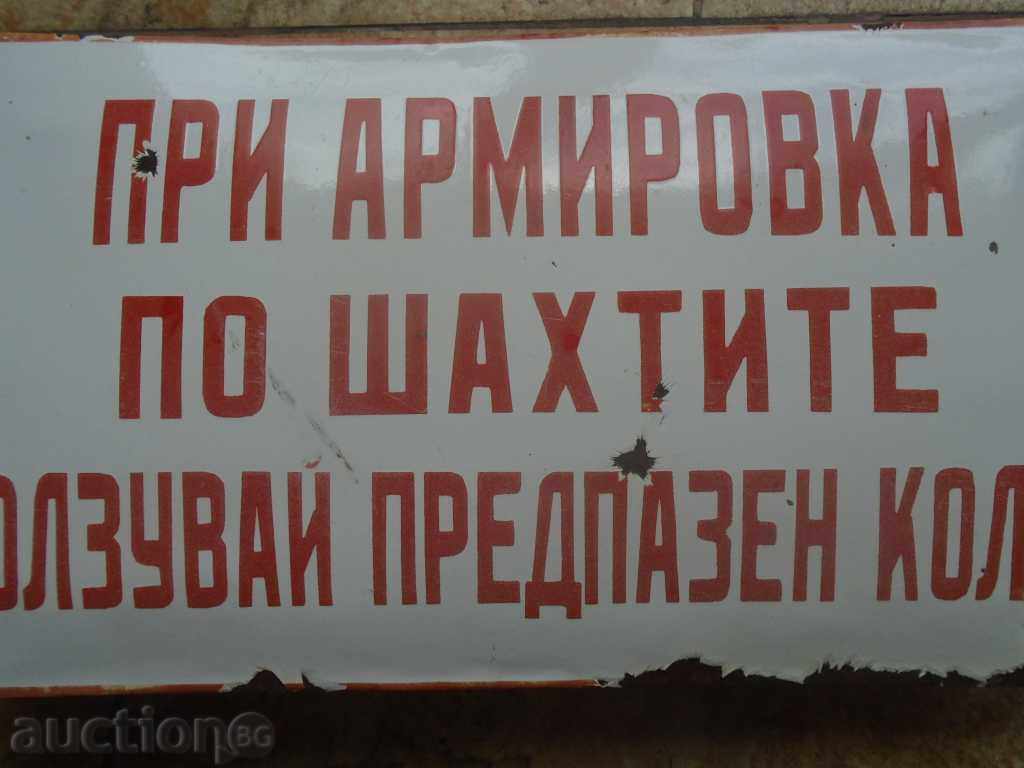 ПРИ АРМИРОВКА
ПО ШАХТИТЕ
ОЛЗУВАЙ ПРЕДПАЗЕН КОЛ
auctionBG